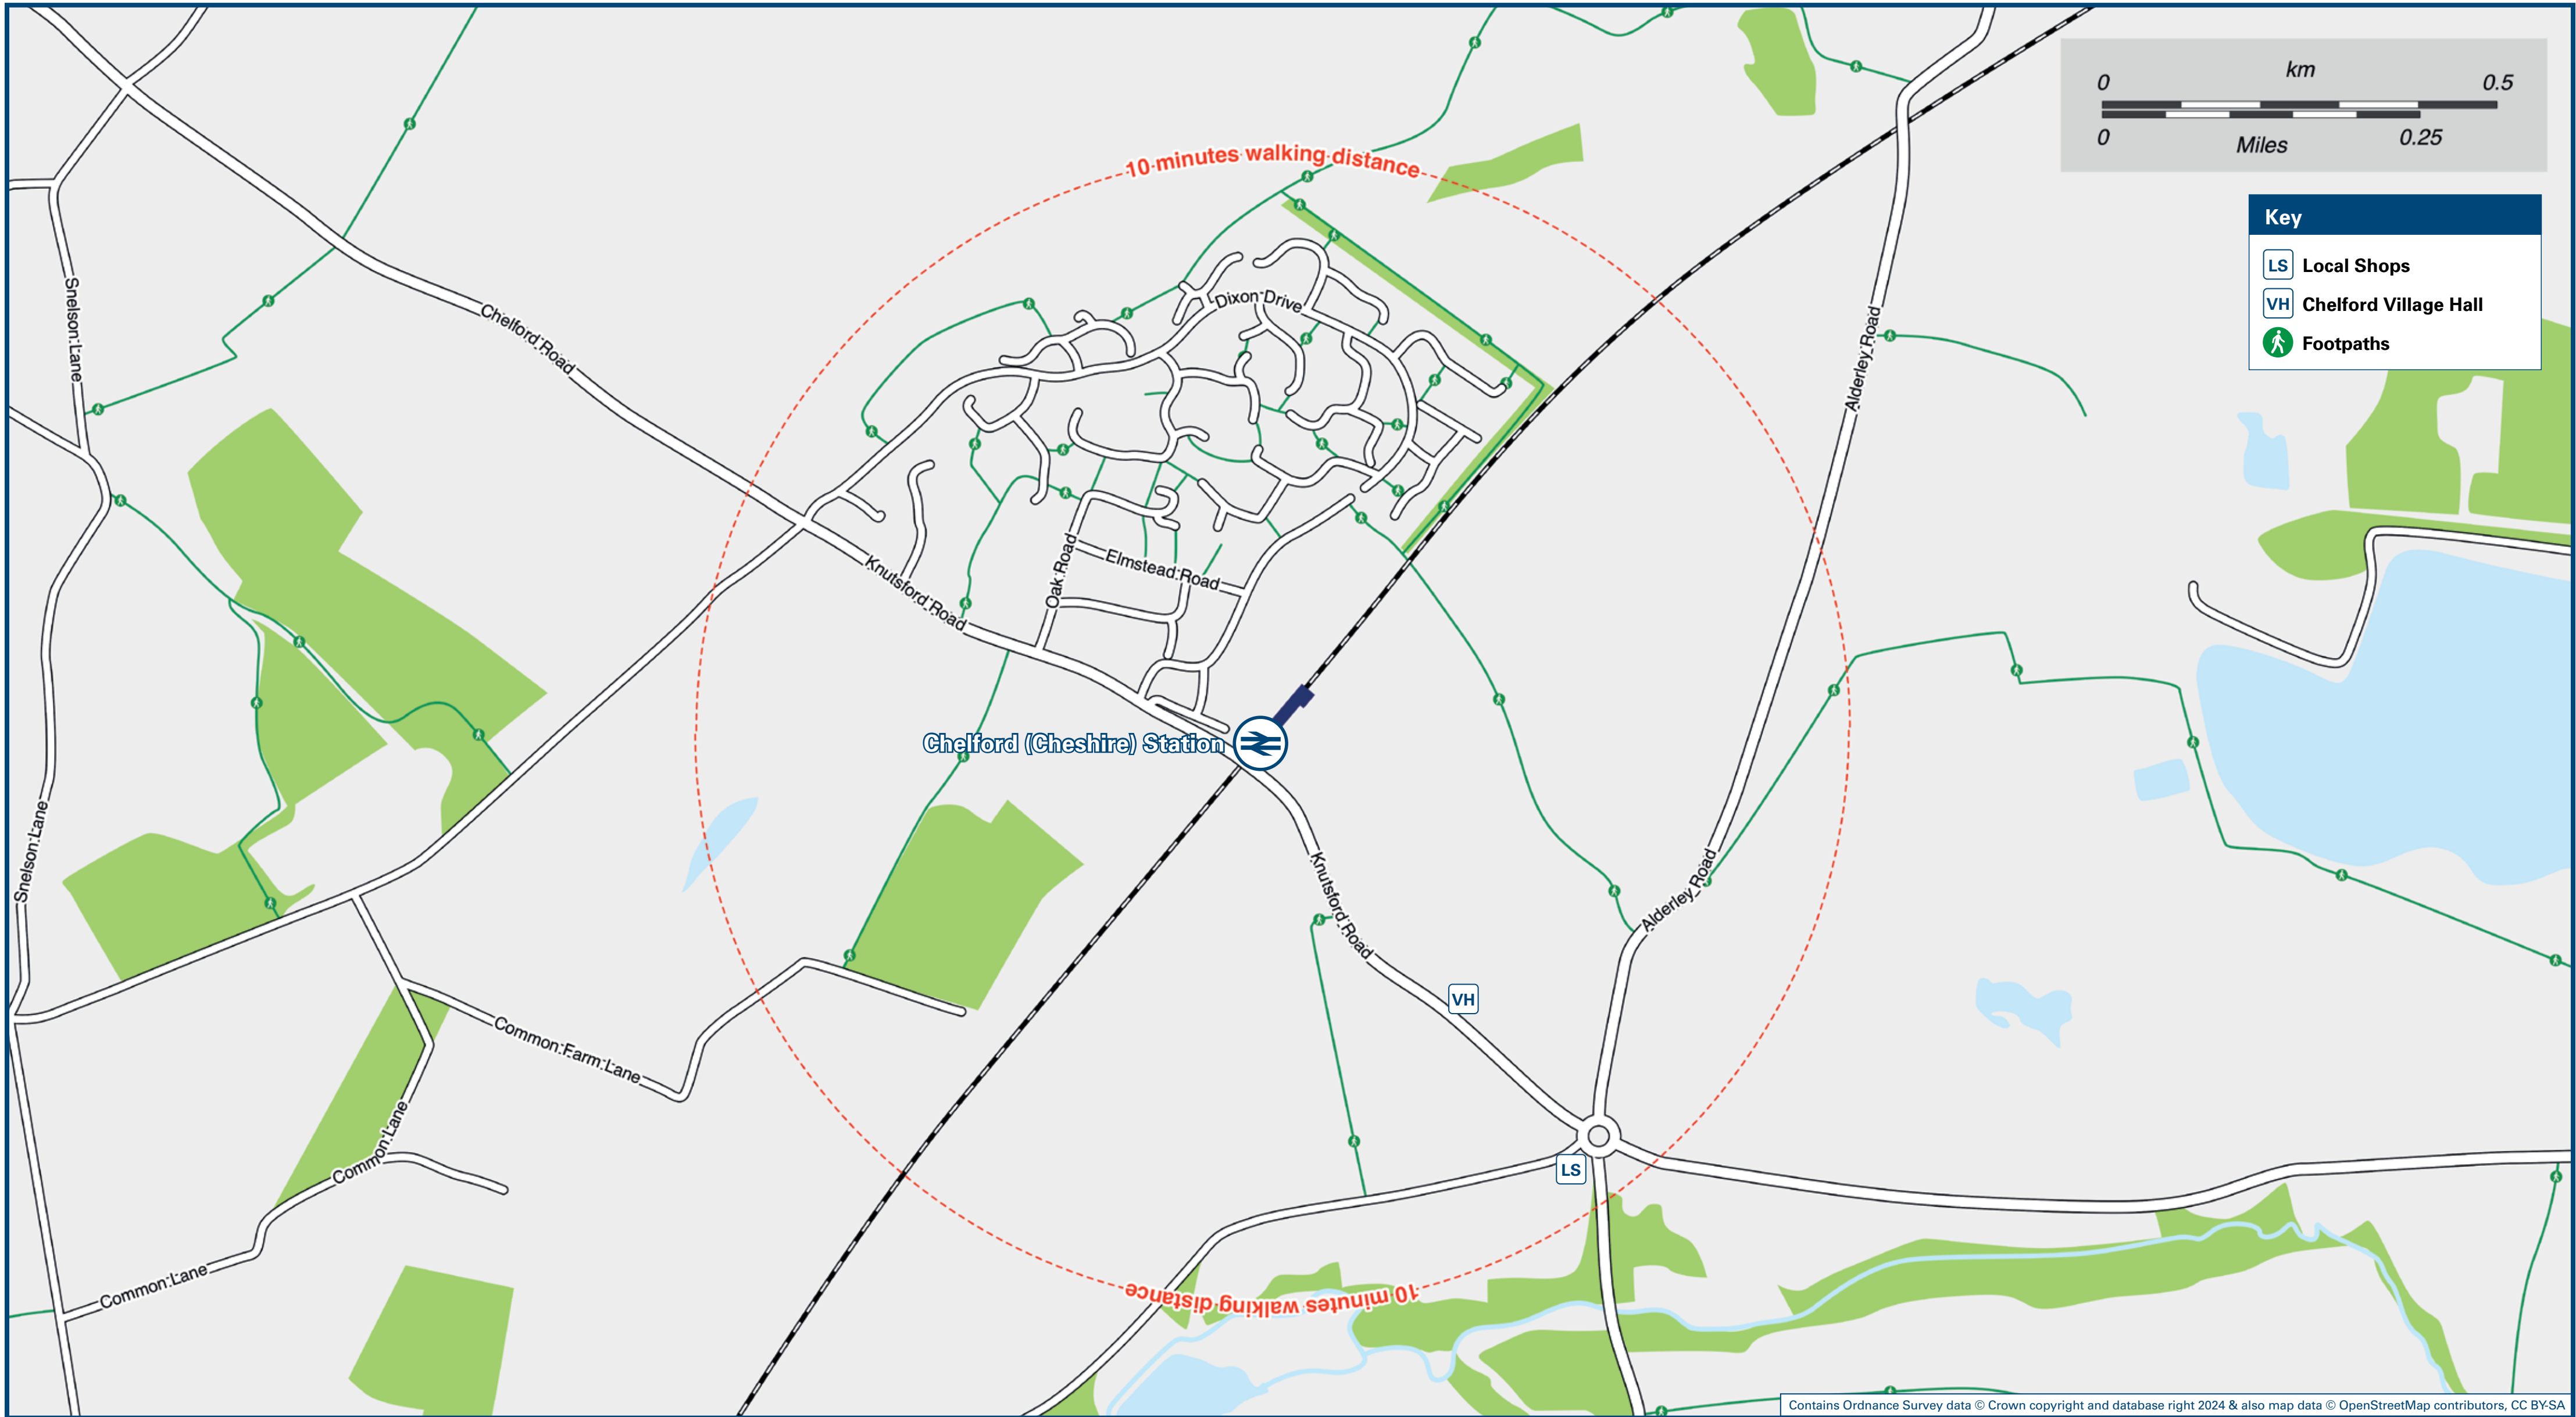 km
0 0.5
0 0.25
Miles
Key
LS Local Shops
VH Chelford Village Hall
Footpaths
10 minutes walking distance
Snelson Lane
Chelford Road
Dixon Drive
Alderley Road
Knutsford Road
Oak Road
Elmstead Road
Chelford (Cheshire) Station
Snelson Lane
Knutsford Road
Alderley Road
VH
Common Farm Lane
Common Lane
Common Lane
LS
Common Lane
10 minutes walking distance
Contains Ordnance Survey data © Crown copyright and database right 2024 & also map data © OpenStreetMap contributors, CC BY-SA